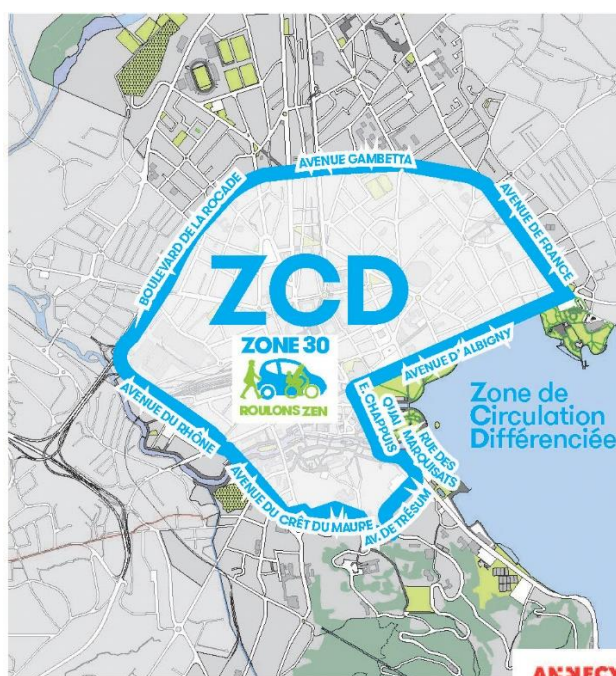 AVENUE GAMBETTA
BOULEVARD DE LA ROCADE
AVENUE DE FRANCE
ZCD
ZONE 30
ROULONS ZEN
AVENUE D'ALBIGNY
Zone de
Circulation
Différenciée
E. CHAPPUIS
QUAI
RUE DES
MARQUISATS
AVENUE DU RHÔNE
AVENUE DU CRÊT DU MAURE
AV. DE TRÉSUM
ANNECY